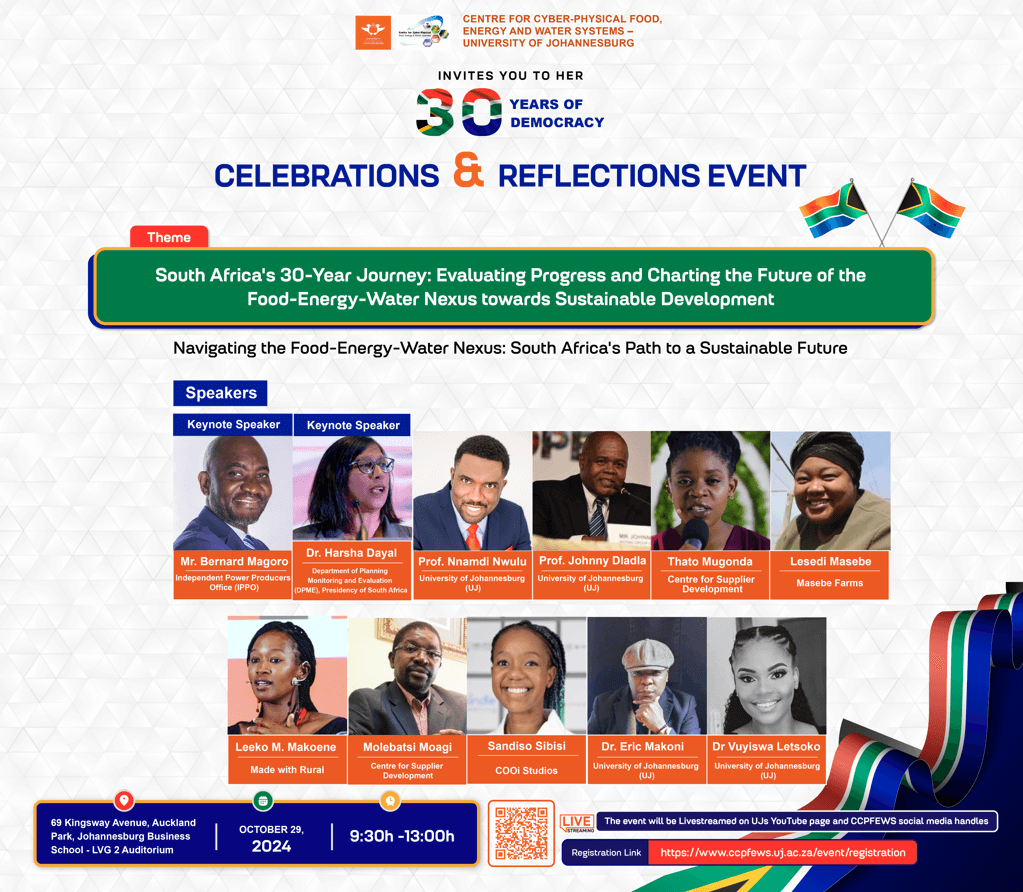 CENTRE FOR CYBER-PHYSICAL FOOD,
ENERGY AND WATER SYSTEMS –
UNIVERSITY OF JOHANNESBURG
INVITES YOU TO HER
30 YEARS OF
DEMOCRACY
CELEBRATIONS & REFLECTIONS EVENT
Theme
South Africa's 30-Year Journey: Evaluating Progress and Charting the Future of the
Food-Energy-Water Nexus towards Sustainable Development
Navigating the Food-Energy-Water Nexus: South Africa's Path to a Sustainable Future
Speakers
Keynote Speaker
Mr. Bernard Magoro
Independent Power Producers
Office (IPPO)
Keynote Speaker
Dr. Harsha Dayal
Department of Planning
Monitoring and Evaluation
(DPME), Presidency of South Africa
Prof. Nnamdi Nwulu
University of Johannesburg
(UJ)
MR. JOHNNY
Prof. Johnny Dladla
University of Johannesburg
(UJ)
Thato Mugonda
Centre for Supplier
Development
Lesedi Masebe
Masebe Farms
Leeko M. Makoene
Made with Rural
Molebatsi Moagi
Centre for Supplier
Development
Sandiso Sibisi
COOi Studios
Dr. Eric Makoni
University of Johannesburg
(UJ)
Dr Vuyiswa Letsoko
University of Johannesburg
(UJ)
69 Kingsway Avenue, Auckland
Park, Johannesburg Business
School - LVG 2 Auditorium
OCTOBER 29,
2024
9:30h -13:00h
LIVE
STREAMING
The event will be Livestreamed on UJs YouTube page and CCPFEWS social media handles
Registration Link
https://www.ccpfews.uj.ac.za/event/registration